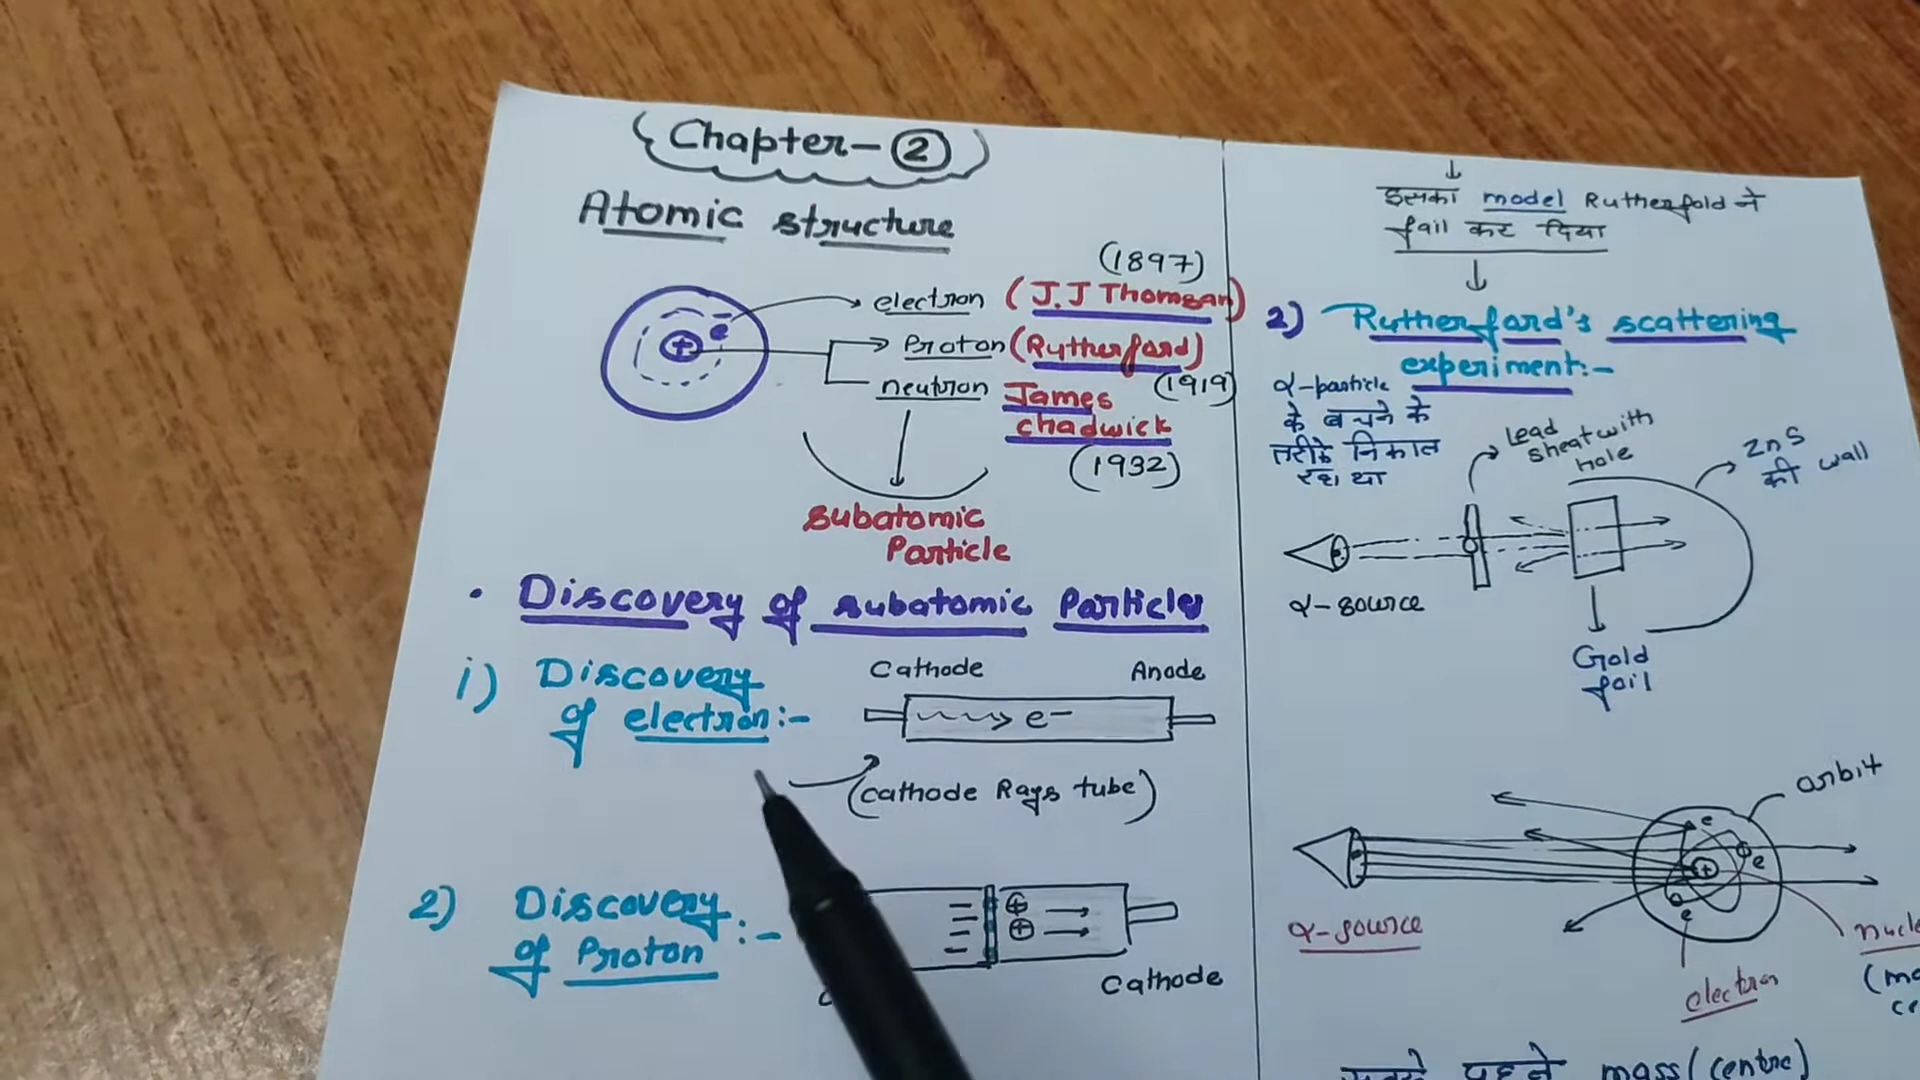 Chapter-②
Atomic structure
(1897)
electron (J.J Thomson)
Proton (Rutherford)
(1919)
neutron James
chadwick
(1932)
subatomic
Particle
• Discovery of subatomic Particles
i) Discovery
of electron:-
Cathode Anode
e-
(cathode Rays tube)
2) Discovery
of Proton :-
Cathode
इसका model Rutherfold ने
fail कर दिया
2) Rutherford's scattering
experiment:-
α-particle
के बचने के
तरीके निकाल
रहा था
Lead
sheat with
hole
ZnS
की wall
α-source
Gold
foil
orbit
e
e
e
+
α-source
electron
mass (centre)